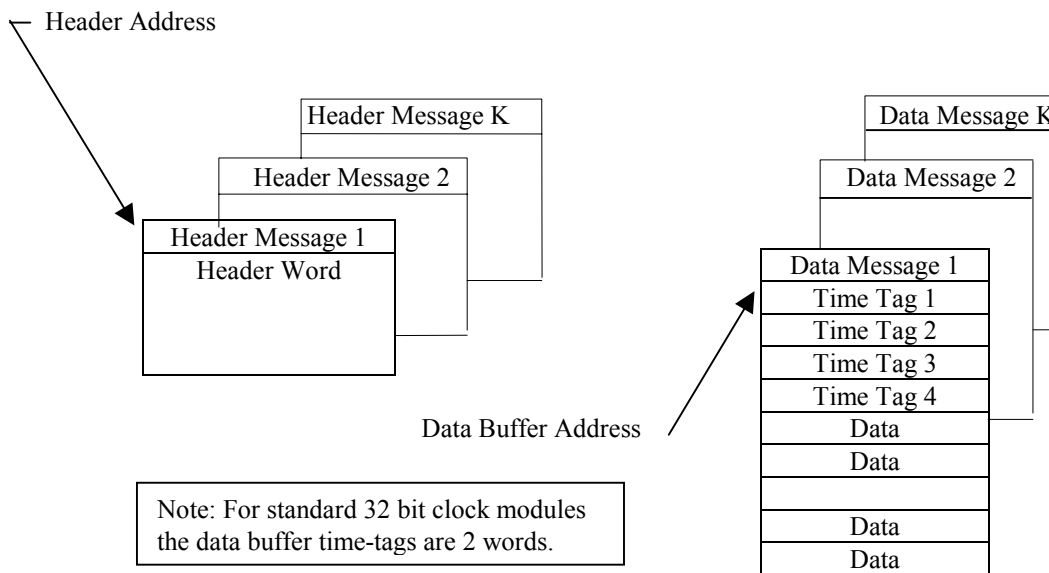 Header Address
Header Message K
Header Message 2
Header Message 1
Header Word
Data Message K
Data Message 2
Data Message 1
Time Tag 1
Time Tag 2
Time Tag 3
Time Tag 4
Data
Data
Data
Data
Data Buffer Address
Note: For standard 32 bit clock modules
the data buffer time-tags are 2 words.